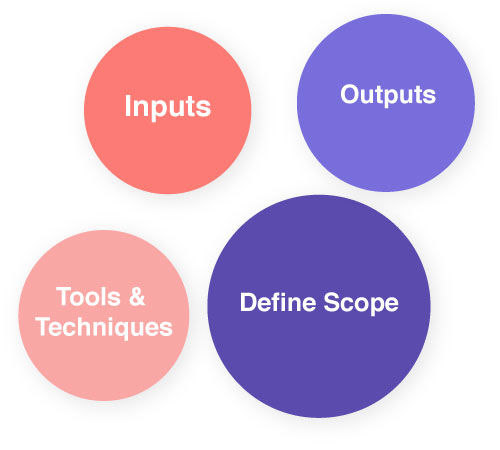 Inputs
Outputs
Tools &
Techniques
Define Scope